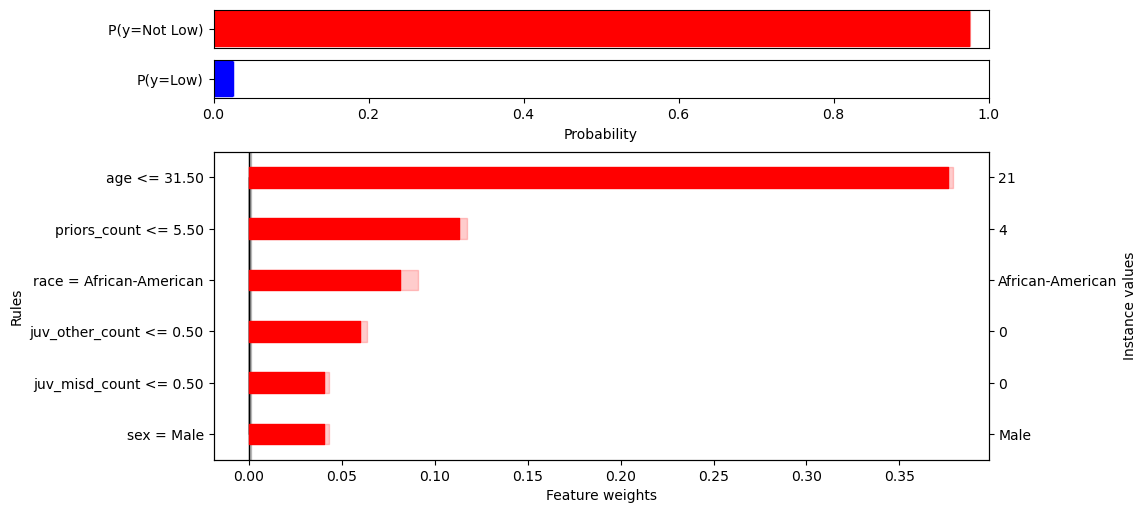 P(y=Not Low)
P(y=Low)
0.0 0.2 0.4 0.6 0.8 1.0
Probability
Rules
age <= 31.50 21
priors_count <= 5.50 4
race = African-American African-American
juv_other_count <= 0.50 0
juv_misd_count <= 0.50 0
sex = Male Male
Instance values
0.00 0.05 0.10 0.15 0.20 0.25 0.30 0.35
Feature weights